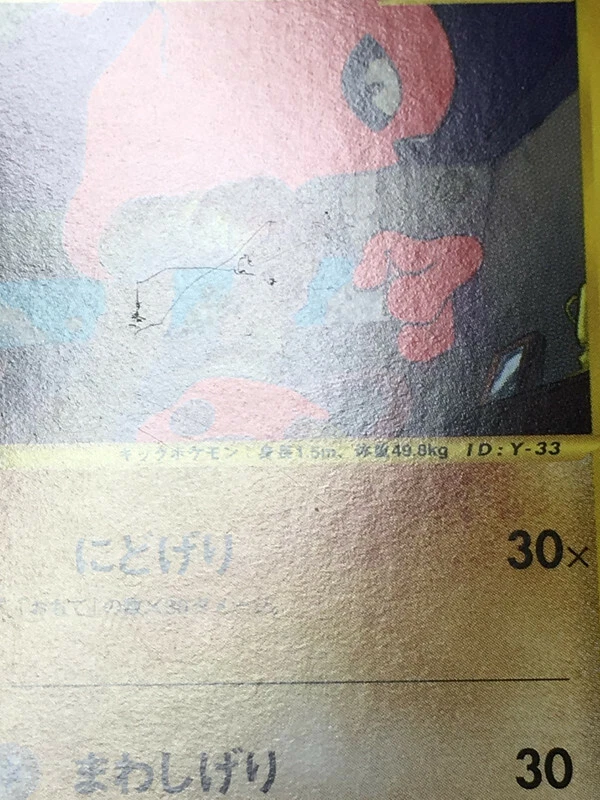 キックポケモン 身長1.5m、体重49.8kg ID:Y-33
にどげり 30×
「おもて」の数×30ダメージ。
まわしげり 30